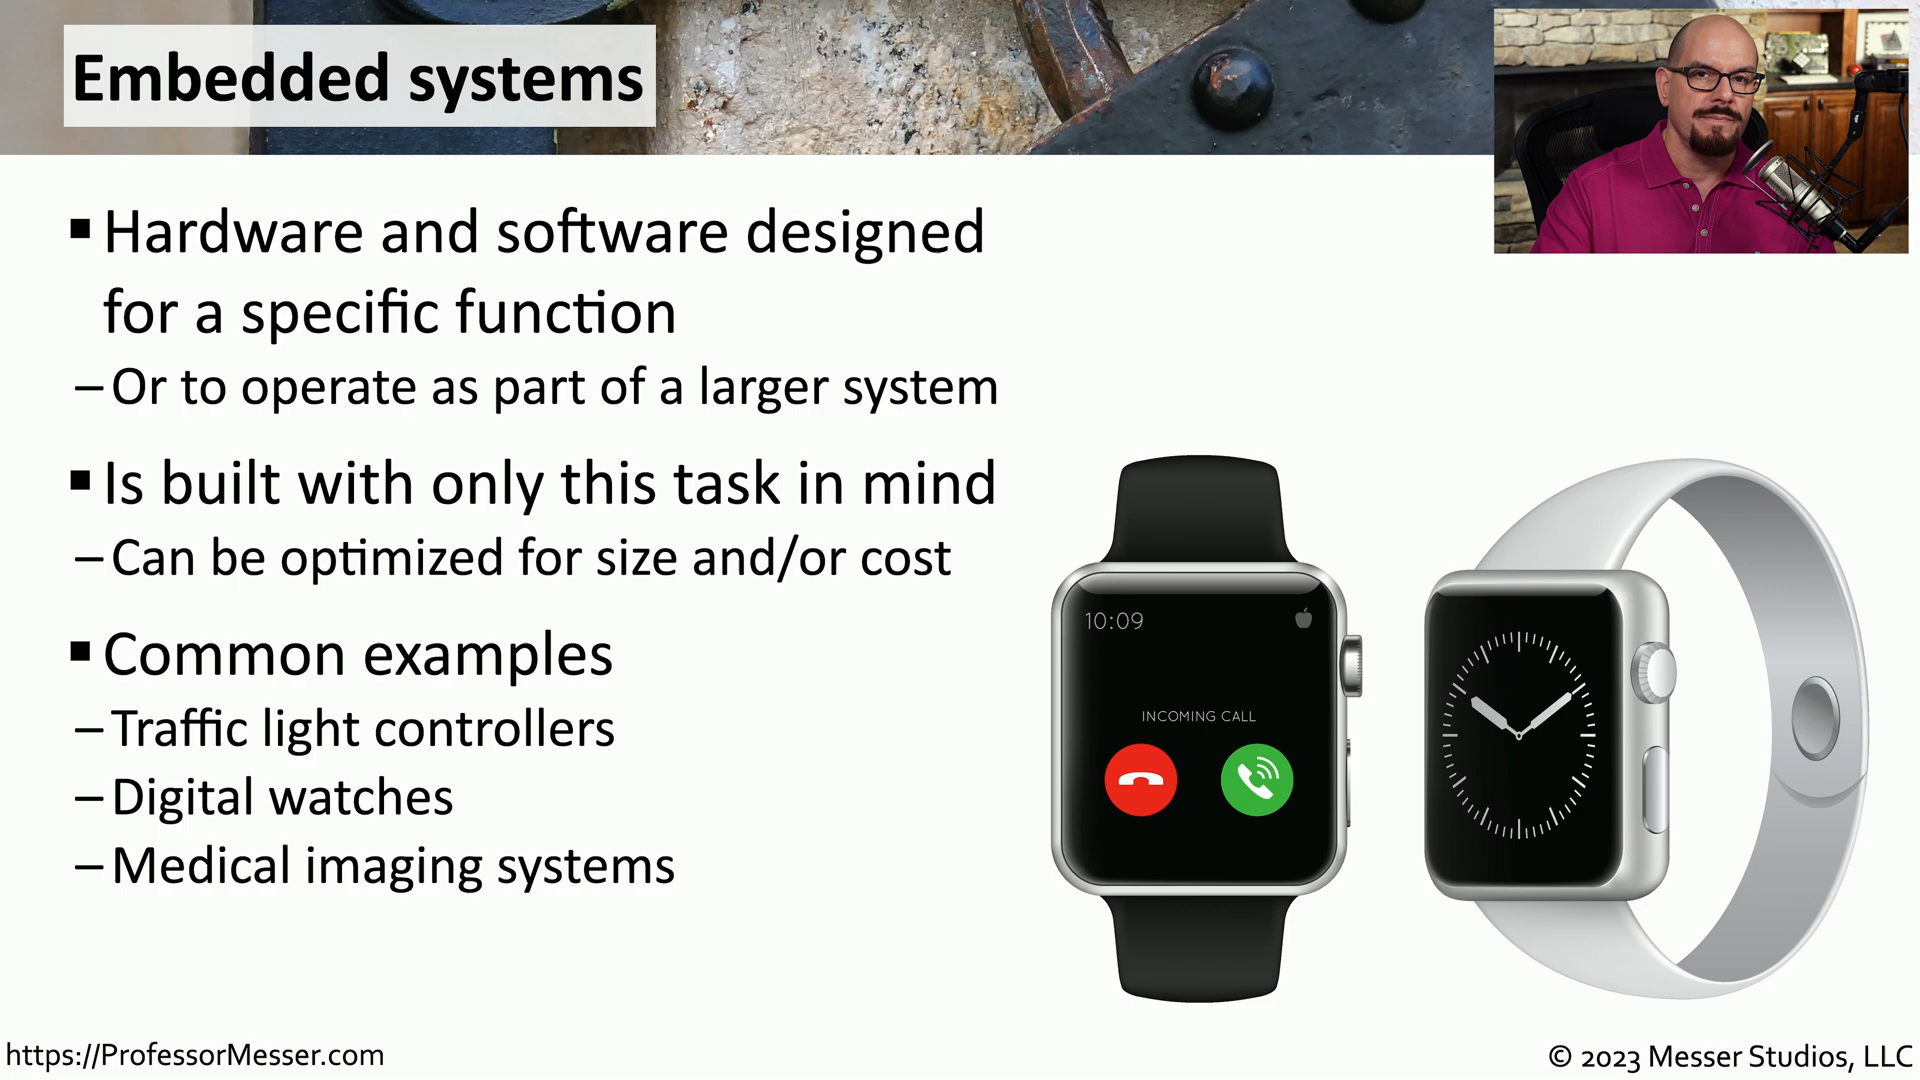 Embedded systems
▪ Hardware and software designed
for a specific function
– Or to operate as part of a larger system
▪ Is built with only this task in mind
– Can be optimized for size and/or cost
▪ Common examples
– Traffic light controllers
– Digital watches
– Medical imaging systems
10:09
INCOMING CALL
https://ProfessorMesser.com
© 2023 Messer Studios, LLC